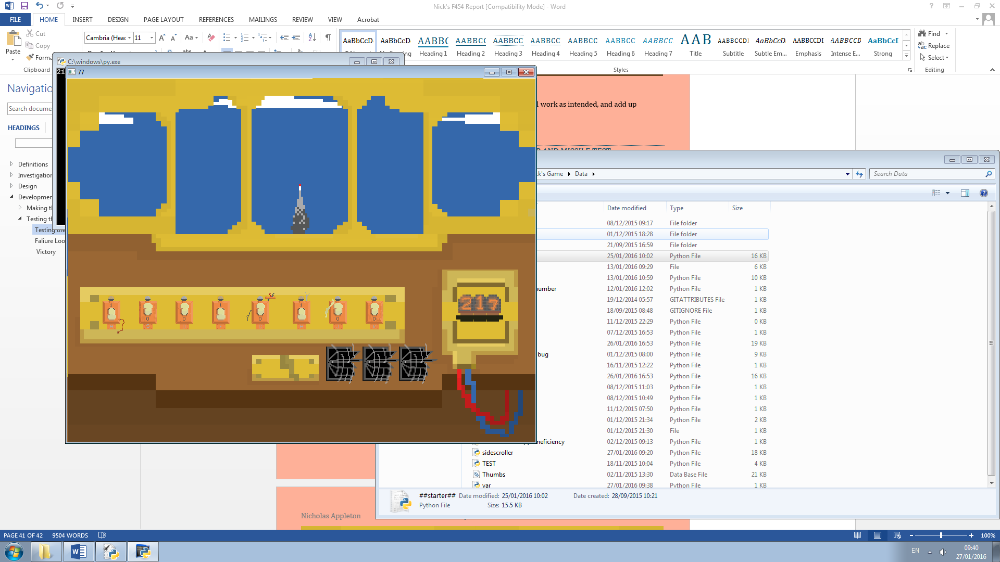 Nick's F454 Report [Compatibility Mode] - Word
FILE HOME INSERT DESIGN PAGE LAYOUT REFERENCES MAILINGS REVIEW VIEW Acrobat
Paste
Cut
Copy
Forma
Clipboard
Cambria (Head 11
Aa
AaBbCcD AaBbCcD AABBC AABBCC AABBCC AABBCC AABBCC AABBCC AABBCC AAB AABBCCDI AaBbCcD AABBCCDI AABBCCD AaBbCcI
Heading 1 Heading 2 Heading 3 Heading 4 Heading 5 Heading 6 Heading 7 Title Subtitle Subtle Em... Emphasis Intense E... Strong
Styles
Find
Replace
Select
Editing
Navigatio
Search docume
HEADINGS
Definitions
Investigation
Design
Developmen
Making th
Testing th
Testing the
Faliure Loo
Victory
C:\windows\py.exe
21
77
1 0 0 1 0 1 0 0
217
l work as intended, and add up
AND MISSILE TEST
k's Game Data
Search Data
Date modified Type Size
08/12/2015 09:17 File folder
01/12/2015 18:28 File folder
21/09/2015 16:59 File folder
25/01/2016 10:02 Python File 16 KB
13/01/2016 09:29 File 6 KB
13/01/2016 10:59 Python File 10 KB
umber 12/01/2016 12:02 Python File 1 KB
19/12/2014 05:57 GITATTRIBUTES File 1 KB
18/09/2015 08:48 GITIGNORE File 1 KB
11/12/2015 22:29 Python File 0 KB
07/12/2015 16:53 Python File 1 KB
26/01/2016 16:53 Python File 19 KB
bug 01/12/2015 08:00 Python File 9 KB
16/11/2015 12:22 Python File 1 KB
26/01/2016 16:53 Python File 16 KB
08/12/2015 11:03 Python File 1 KB
08/12/2015 10:49 Python File 1 KB
11/12/2015 07:50 Python File 1 KB
01/12/2015 21:34 Python File 2 KB
01/12/2015 21:30 File 1 KB
neficiency 02/12/2015 09:13 Python File 1 KB
sidescroller 27/01/2016 09:20 Python File 18 KB
TEST 18/11/2015 10:04 Python File 4 KB
Thumbs 02/11/2015 13:30 Data Base File 21 KB
var 27/01/2016 09:38 Python File 1 KB
##starter## Date modified: 25/01/2016 10:02 Date created: 28/09/2015 10:21
Python File Size: 15.5 KB
Nicholas Appleton
PAGE 41 OF 42 9504 WORDS
100%
EN
09:40
27/01/2016